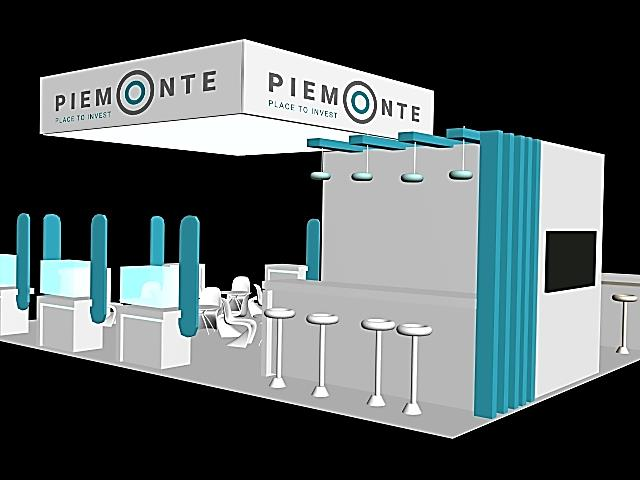 PIEMONTE
PLACE TO INVEST
PIEMONTE
PLACE TO INVEST